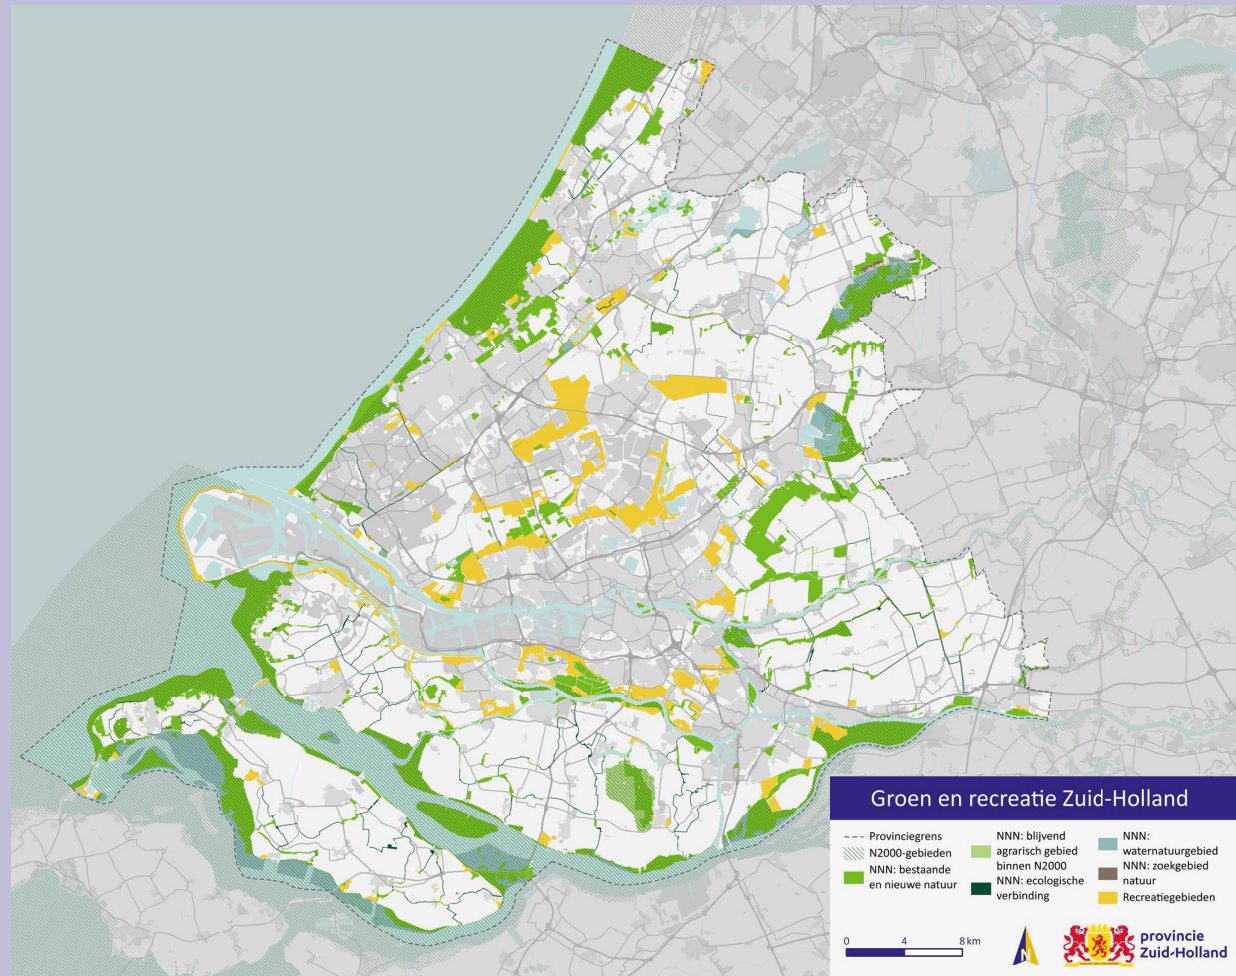 Groen en recreatie Zuid-Holland
Provinciegrens
N2000-gebieden
NNN: bestaande
en nieuwe natuur
NNN: blijvend
agrarisch gebied
binnen N2000
NNN: ecologische
verbinding
NNN:
waternatuurgebied
NNN: zoekgebied
natuur
Recreatiegebieden
0 4 8 km
N
provincie
Zuid-Holland